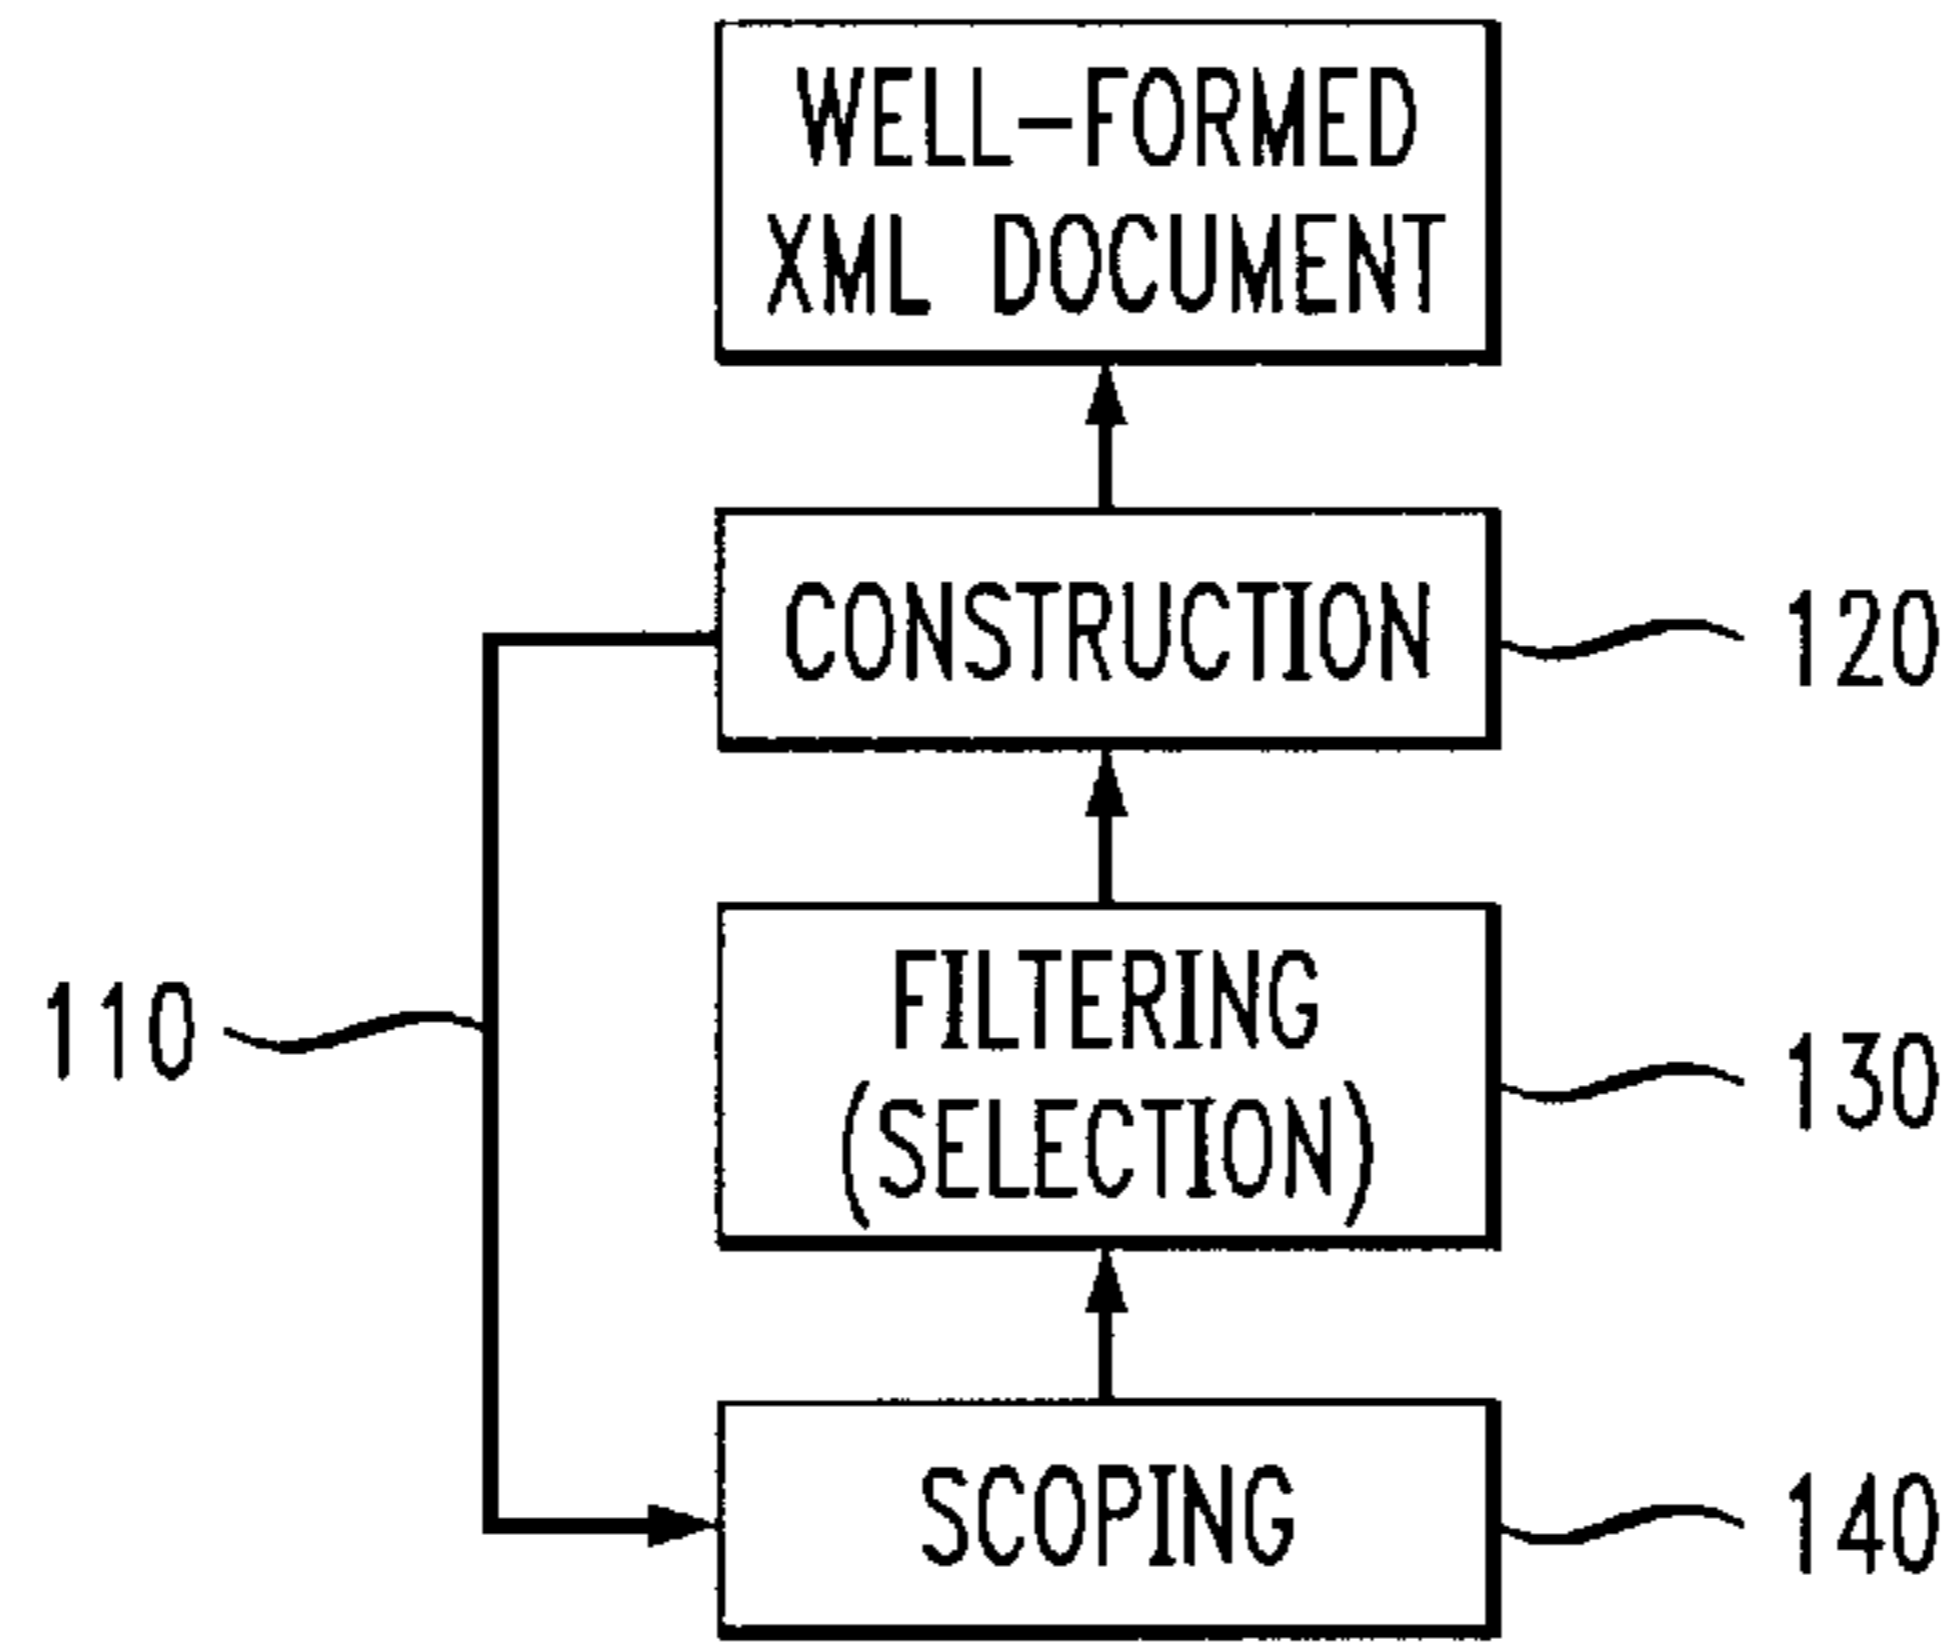 WELL-FORMED
XML DOCUMENT
CONSTRUCTION
120
110
FILTERING
(SELECTION)
130
SCOPING
140